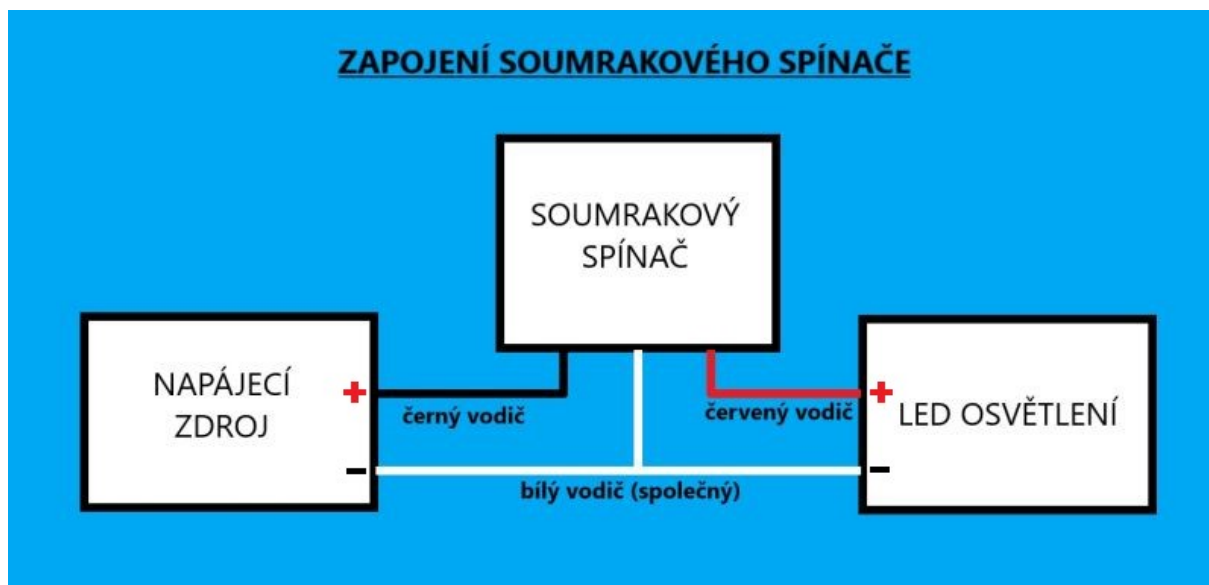 ZAPOJENÍ SOUMRAKOVÉHO SPÍNAČE
SOUMRAKOVÝ
SPÍNAČ
NAPÁJECÍ
ZDROJ
+
-
černý vodič
červený vodič
+
-
LED OSVĚTLENÍ
bílý vodič (společný)